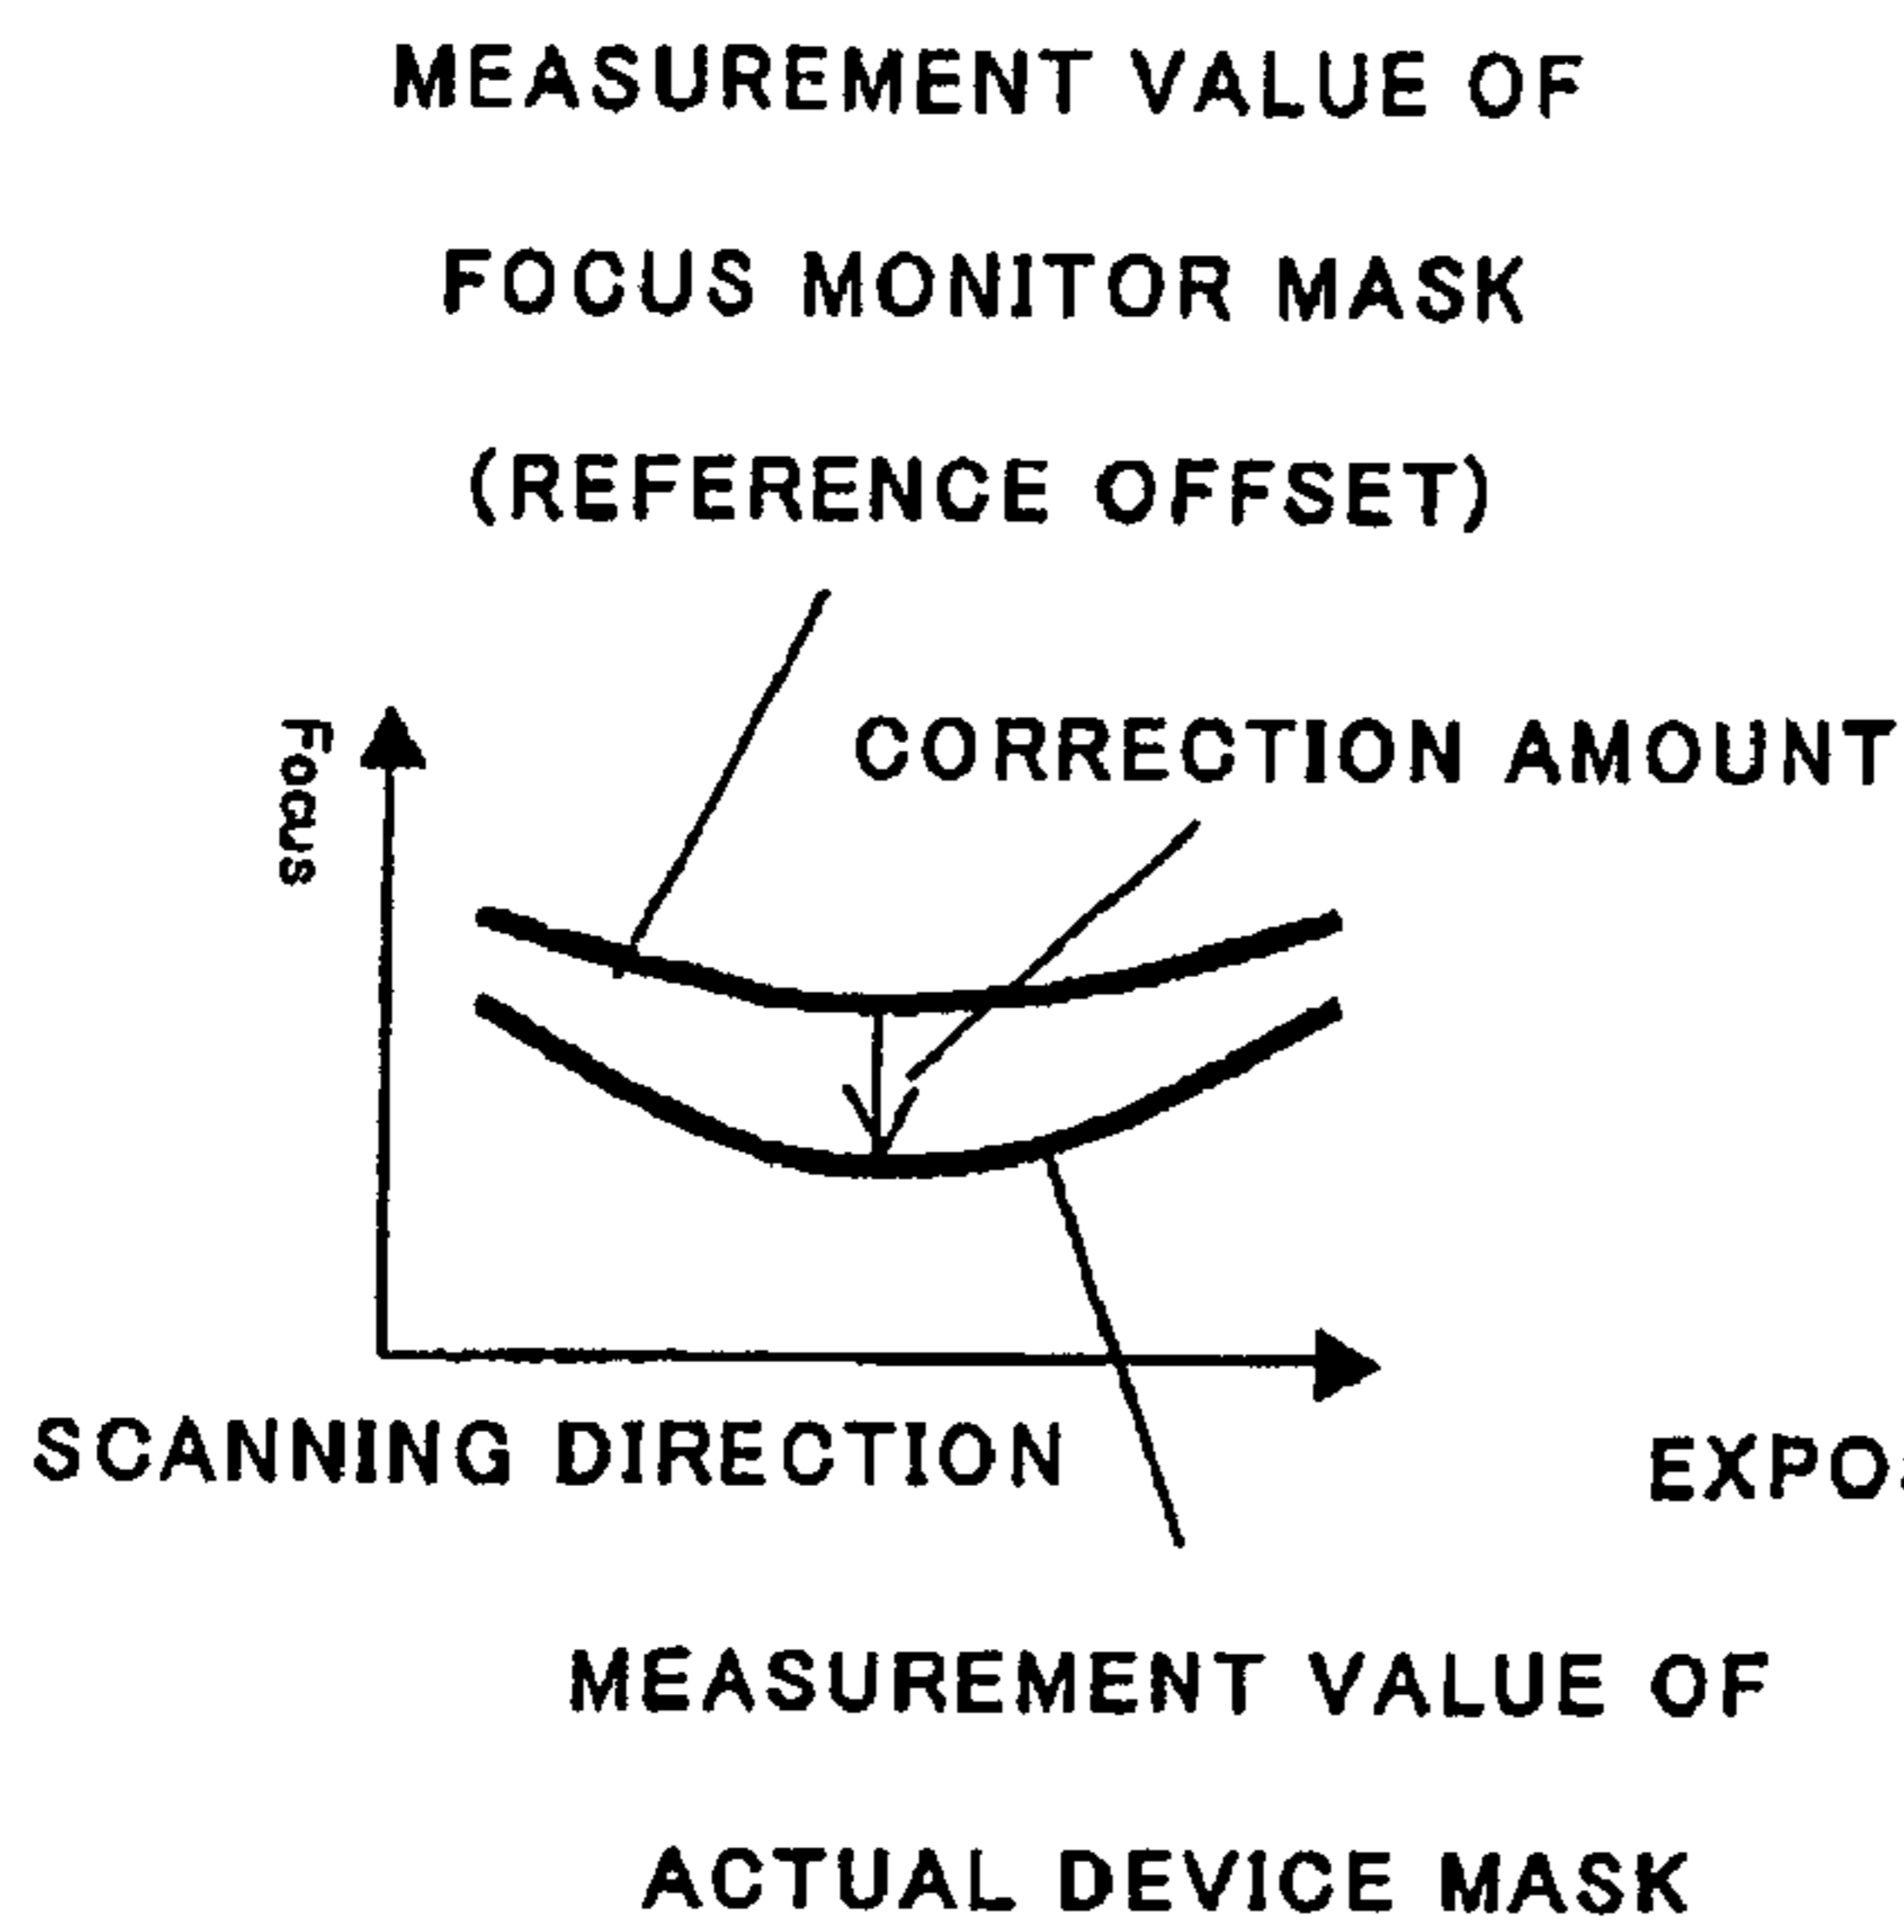 MEASUREMENT VALUE OF
FOCUS MONITOR MASK
(REFERENCE OFFSET)
CORRECTION AMOUNT
Focus
SCANNING DIRECTION
MEASUREMENT VALUE OF
ACTUAL DEVICE MASK